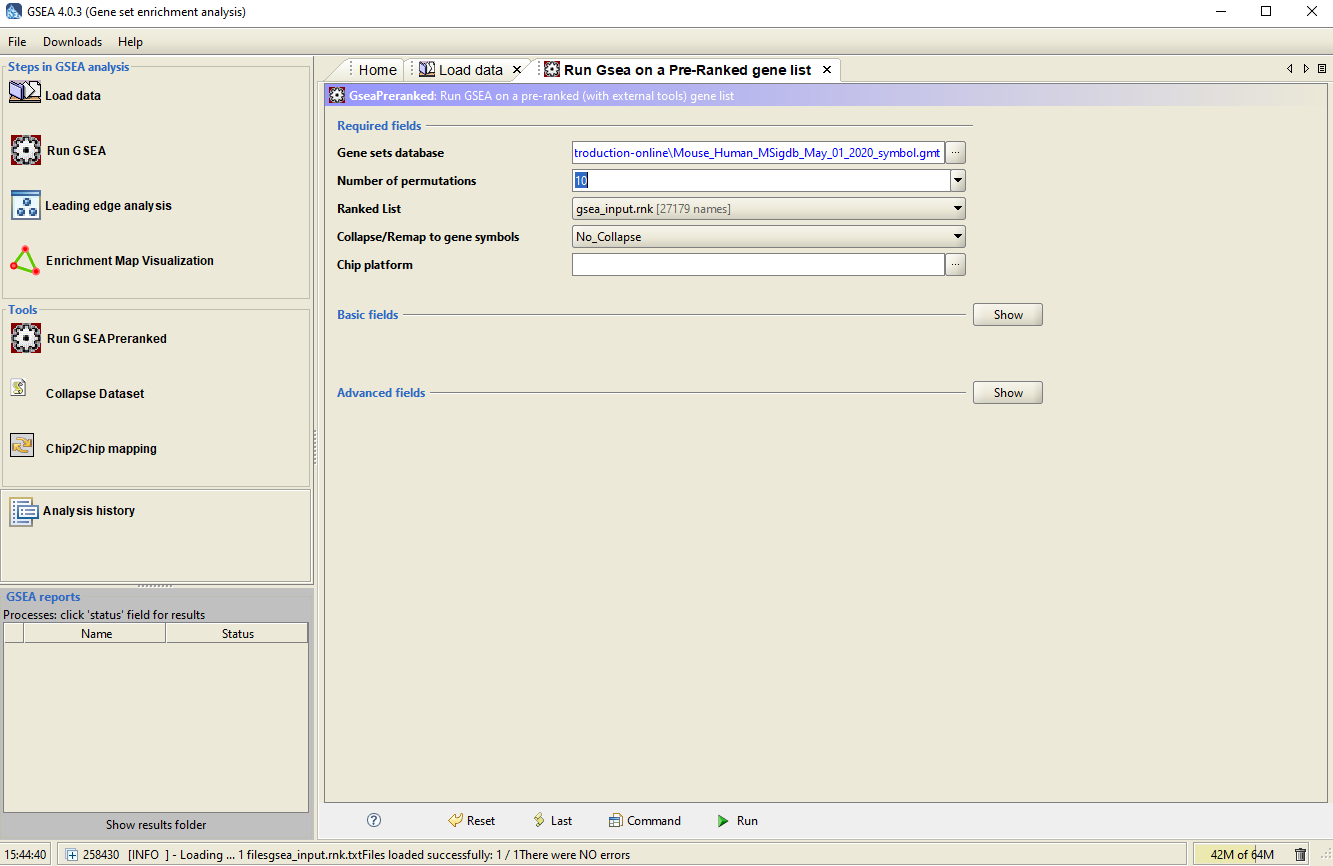 GSEA 4.0.3 (Gene set enrichment analysis)
File Downloads Help
Steps in GSEA analysis
Load data
Run GSEA
Leading edge analysis
Enrichment Map Visualization
Tools
Run GSEAPreranked
Collapse Dataset
Chip2Chip mapping
Analysis history
GSEA reports
Processes: click 'status' field for results
Name Status
Show results folder
Home Load data Run Gsea on a Pre-Ranked gene list
GseaPreranked: Run GSEA on a pre-ranked (with external tools) gene list
Required fields
Gene sets database troduction-online\Mouse_Human_MSigdb_May_01_2020_symbol.gmt ...
Number of permutations 10
Ranked List gsea_input.rnk [27179 names]
Collapse/Remap to gene symbols No_Collapse
Chip platform ...
Basic fields Show
Advanced fields Show
? Reset Last Command Run
15:44:40 258430 [INFO ] - Loading ... 1 filesgsea_input.rnk.txtFiles loaded successfully: 1 / 1There were NO errors 42M of 64M